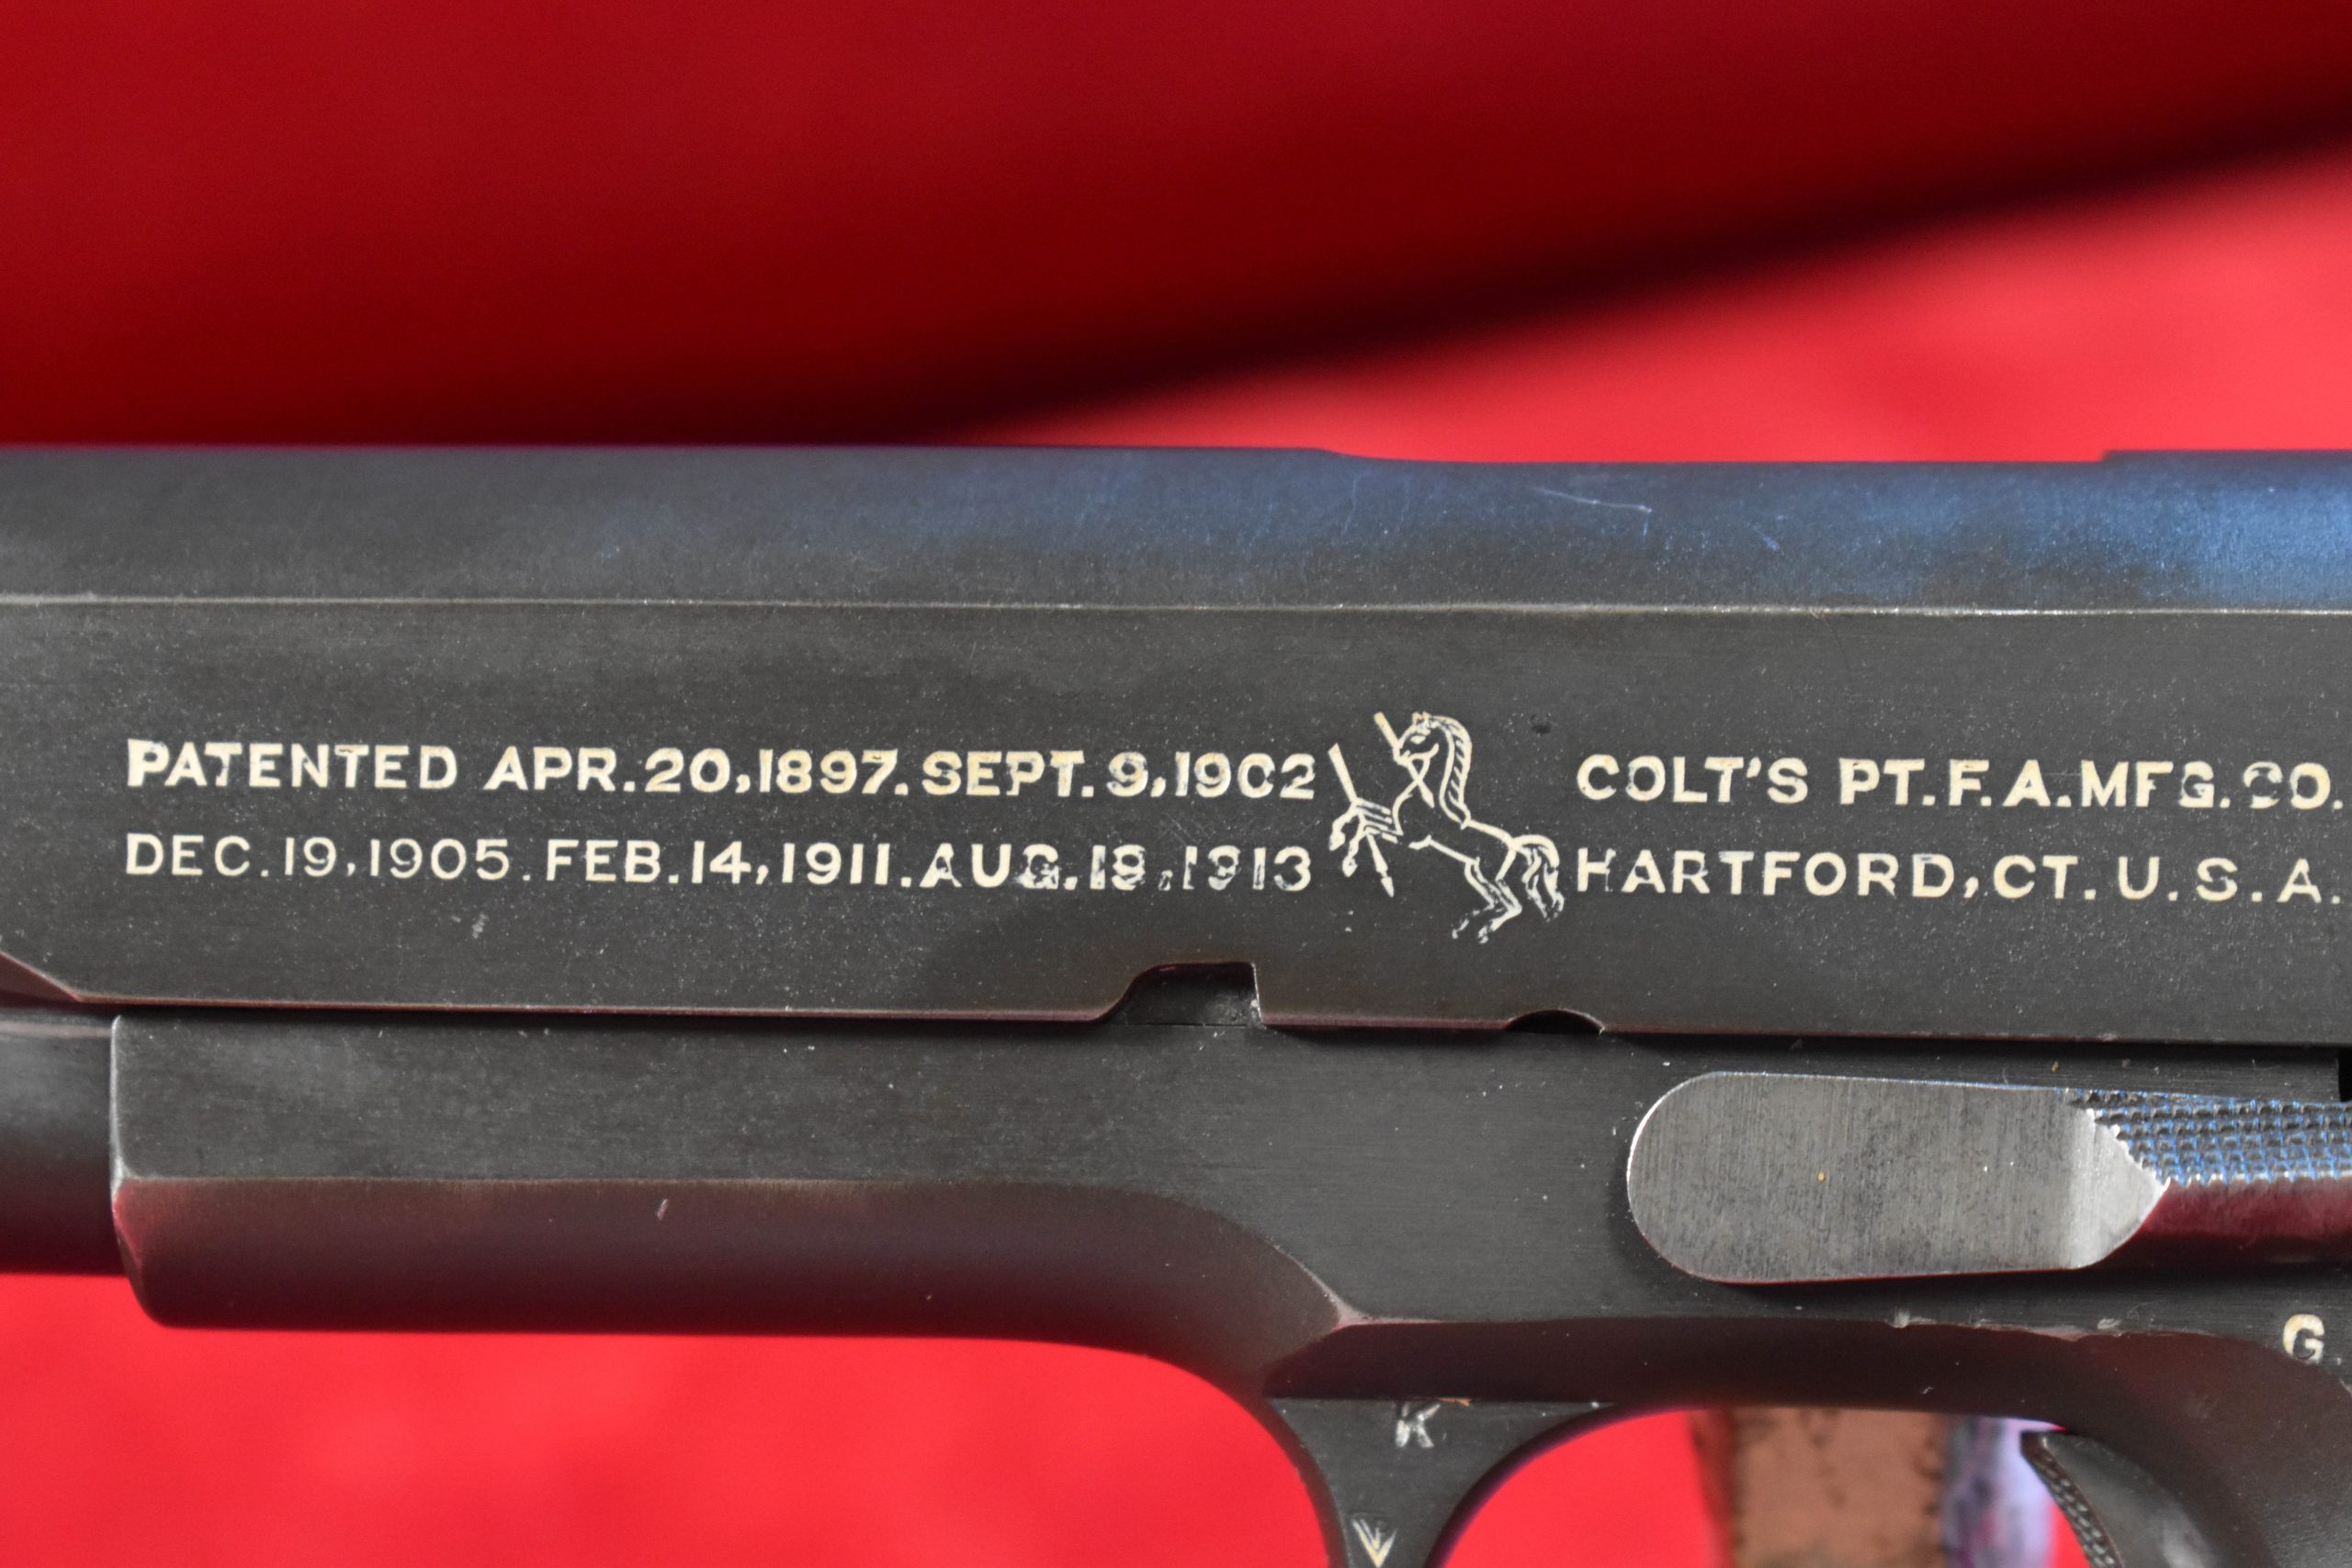 PATENTED APR.20,1897.SEPT.9,1902
DEC.19,1905.FEB.14,1911.AUG.19,1913
COLT'S PT.F.A.MFG.CO.
HARTFORD,CT.U.S.A.
G.
K
V